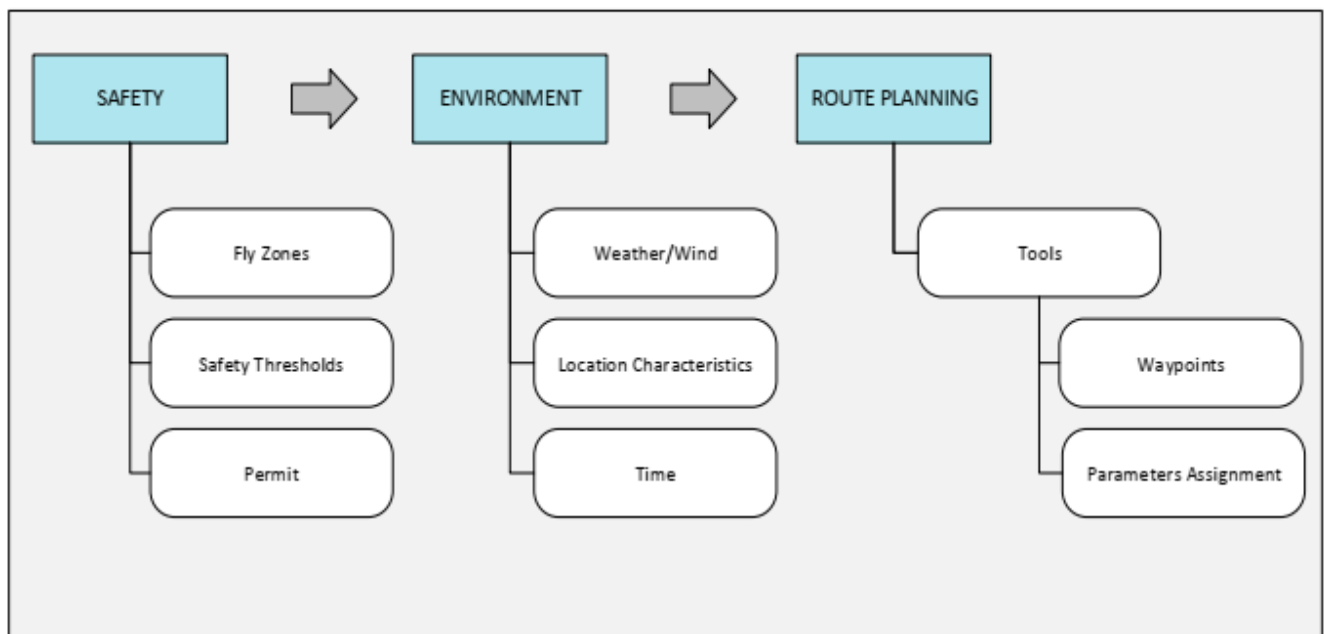 SAFETY
ENVIRONMENT
ROUTE PLANNING
Fly Zones
Weather/Wind
Tools
Safety Thresholds
Location Characteristics
Waypoints
Permit
Time
Parameters Assignment